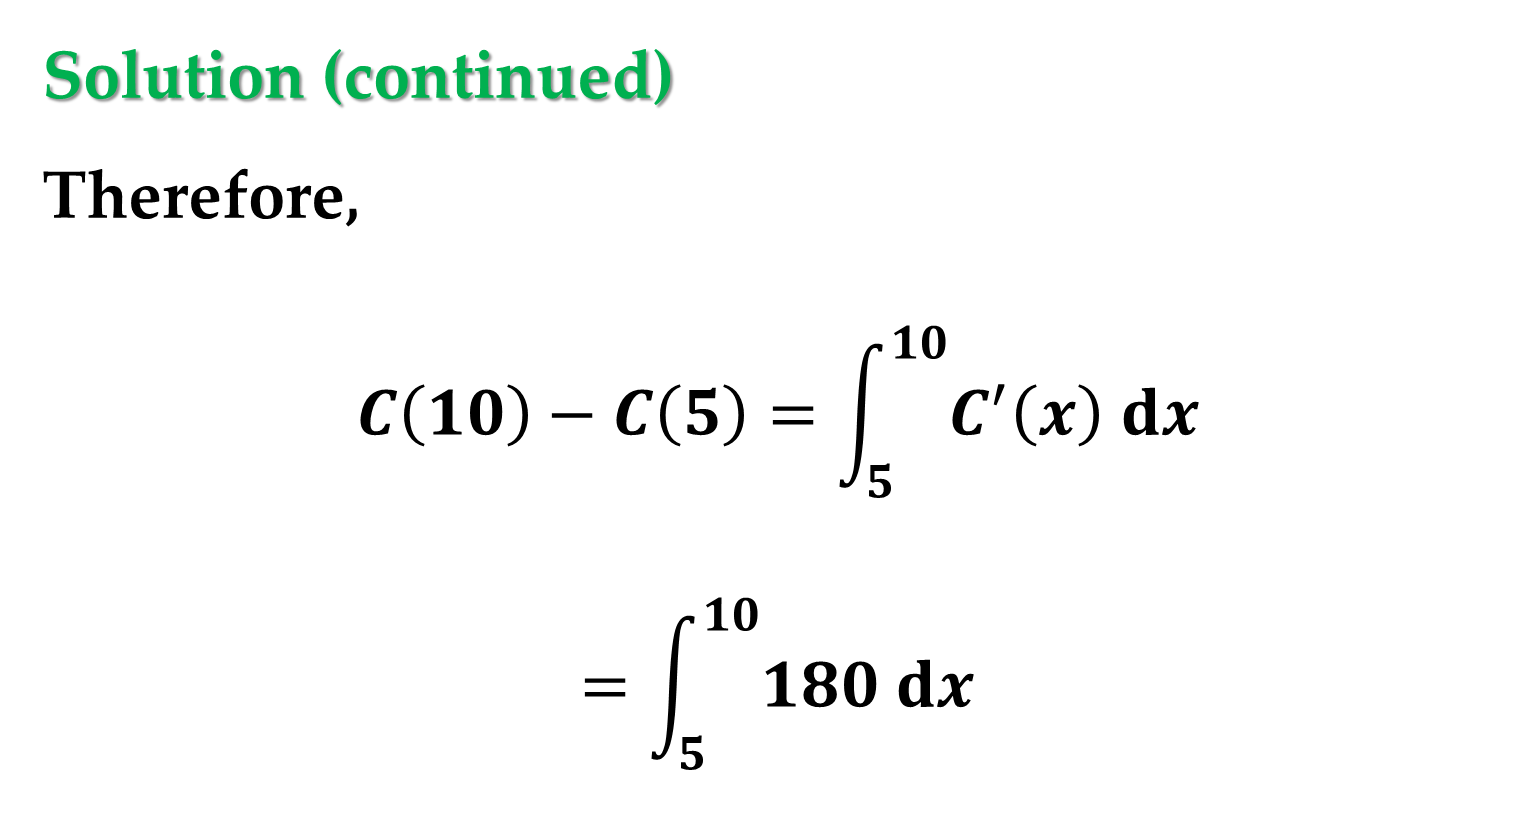 Solution (continued)
Therefore,
C(10) − C(5) = ∫₅¹⁰ C′(x) dx
= ∫₅¹⁰ 180 dx